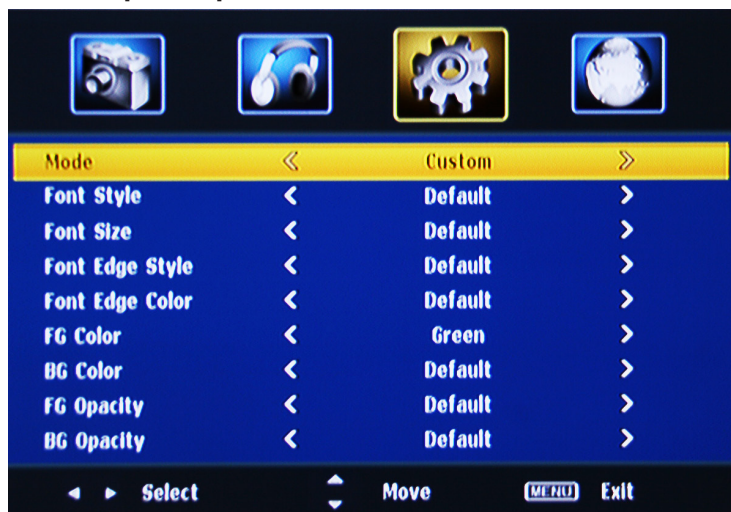 Mode Custom
Font Style Default
Font Size Default
Font Edge Style Default
Font Edge Color Default
FG Color Green
BG Color Default
FG Opacity Default
BG Opacity Default
Select Move MENU Exit